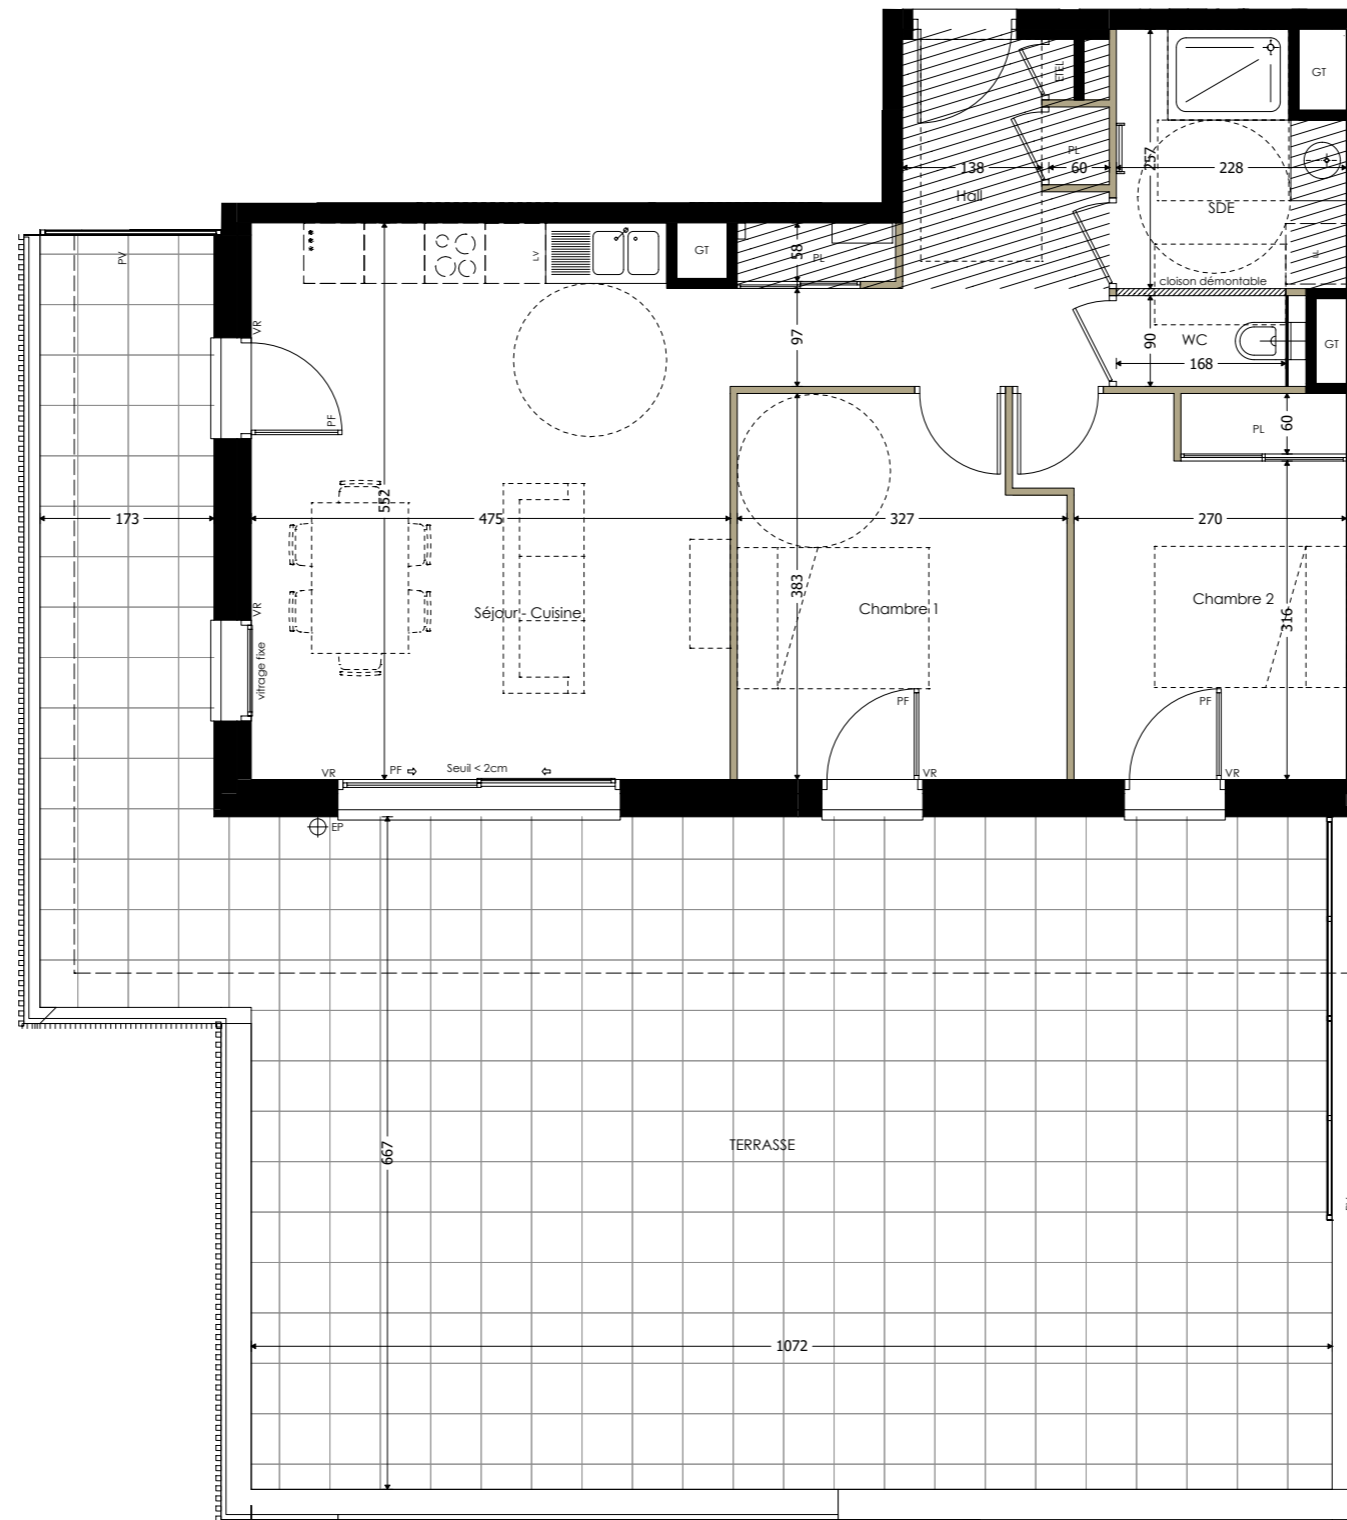 ETEL
GT
PL
257
138
60
228
Hall
SDE
PV
GT
58
PL
LV
LL
cloison démontable
VR
97
90
WC
168
GT
PF
60
PL
552
173
475
327
270
383
VR
Séjour - Cuisine
Chambre 1
Chambre 2
316
vitrage fixe
PF
PF
VR
PF
Seuil < 2cm
VR
VR
EP
667
TERRASSE
1072